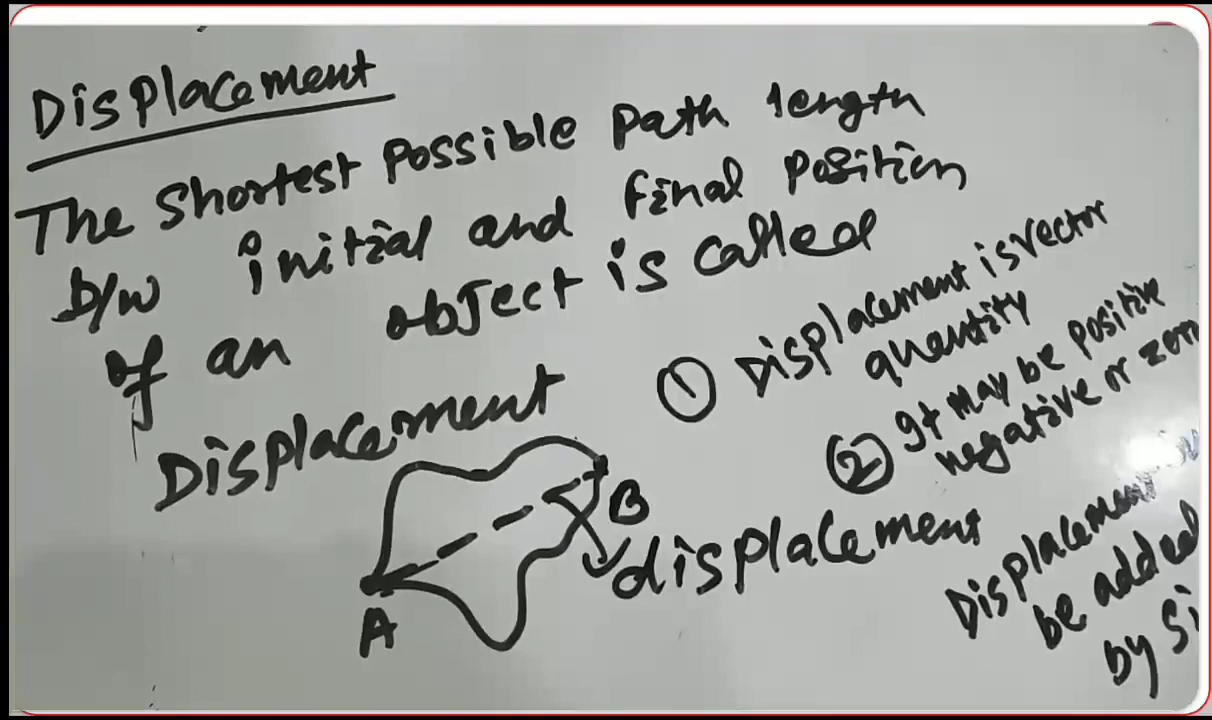 Displacement
The shortest possible path length
b/w initial and final position
of an object is called
Displacement
① Displacement is vector
quantity
② It may be positive
negative or zero
A
B
displacement
Displacement
be added
by